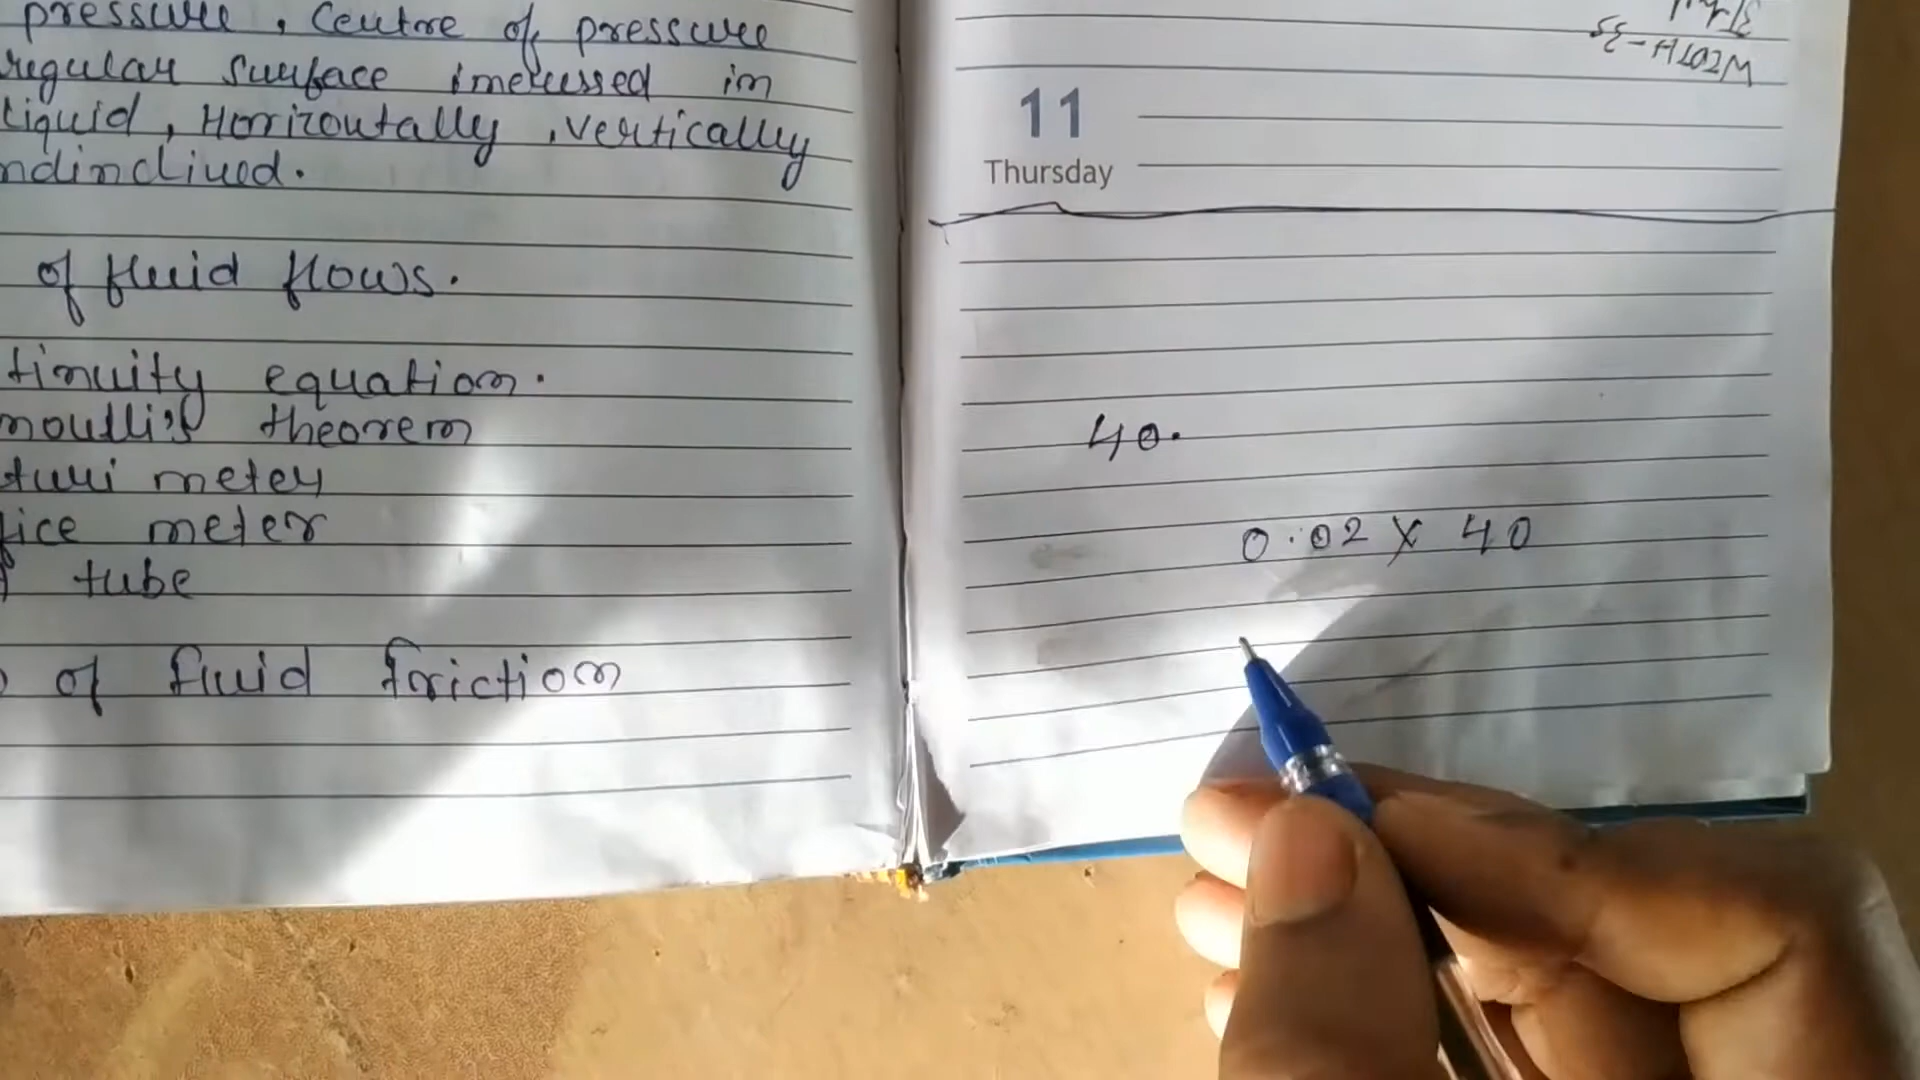 pressure, Centre of pressure
regular surface imerssed in
liquid, Horizontally, vertically
ndinclined.
of fluid flows.
tinuity equation.
noulli's theorem
turi meter
fice meter
tube
of fluid friction
11
Thursday
40.
0.02 X 40